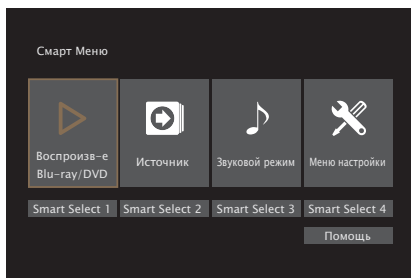 Смарт Меню
Воспроизв-е
Blu-ray/DVD
Источник
Звуковой режим
Меню настройки
Smart Select 1
Smart Select 2
Smart Select 3
Smart Select 4
Помощь